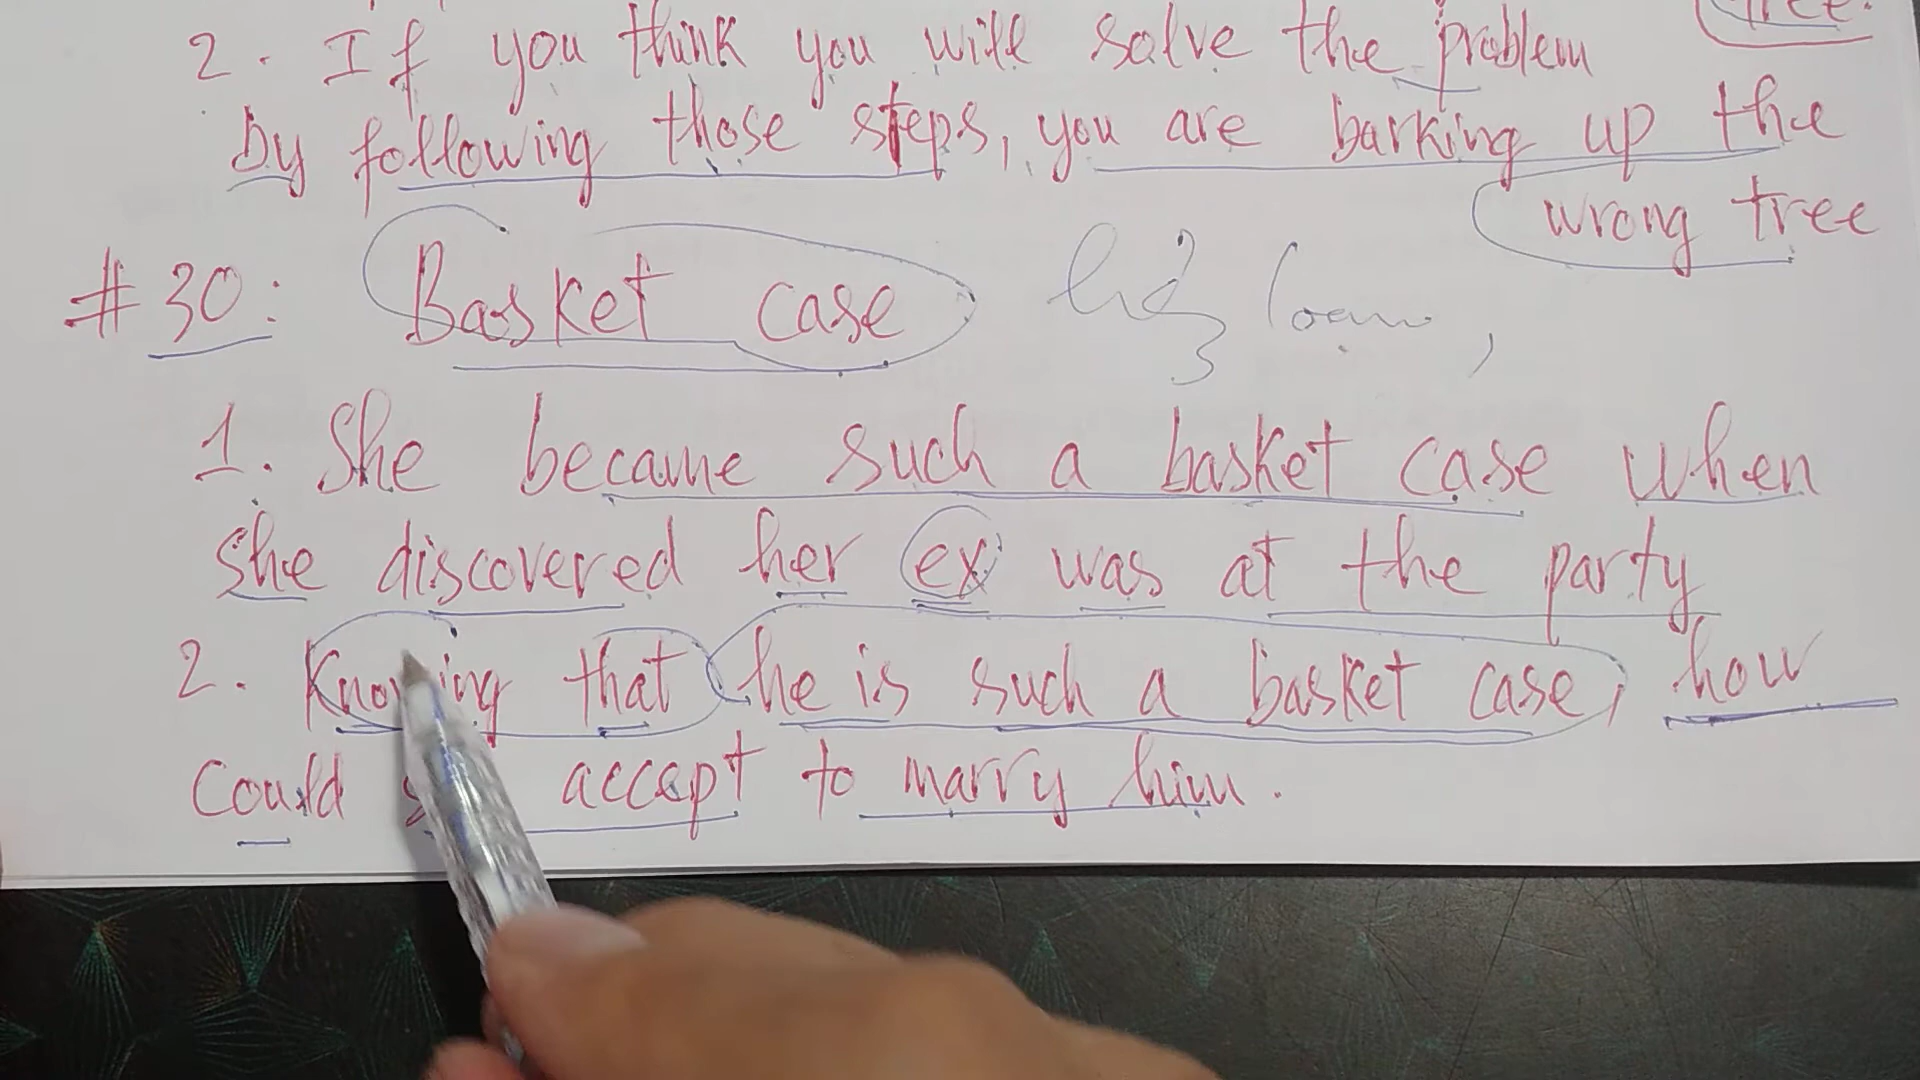 tree.
2. If you think you will solve the problem
by following those steps, you are barking up the
wrong tree
#30: Basket case
1. She became such a basket case when
she discovered her ex was at the party
2. Knowing that he is such a basket case, how
could accept to marry him.